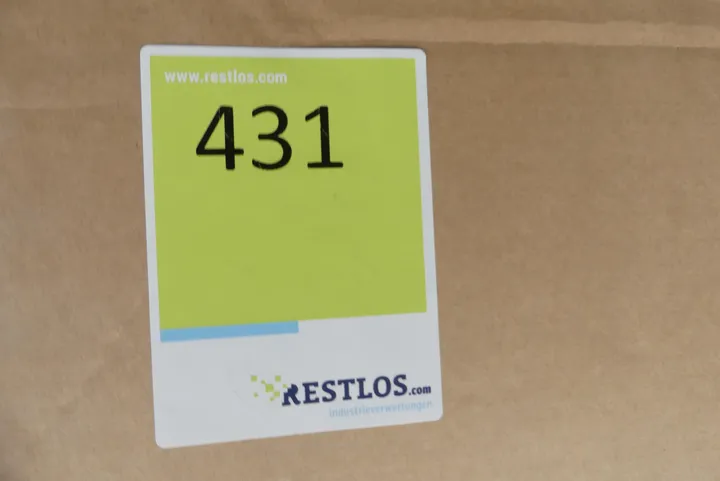 www.restlos.com
431
RESTLOS.com
industrieverwertungen